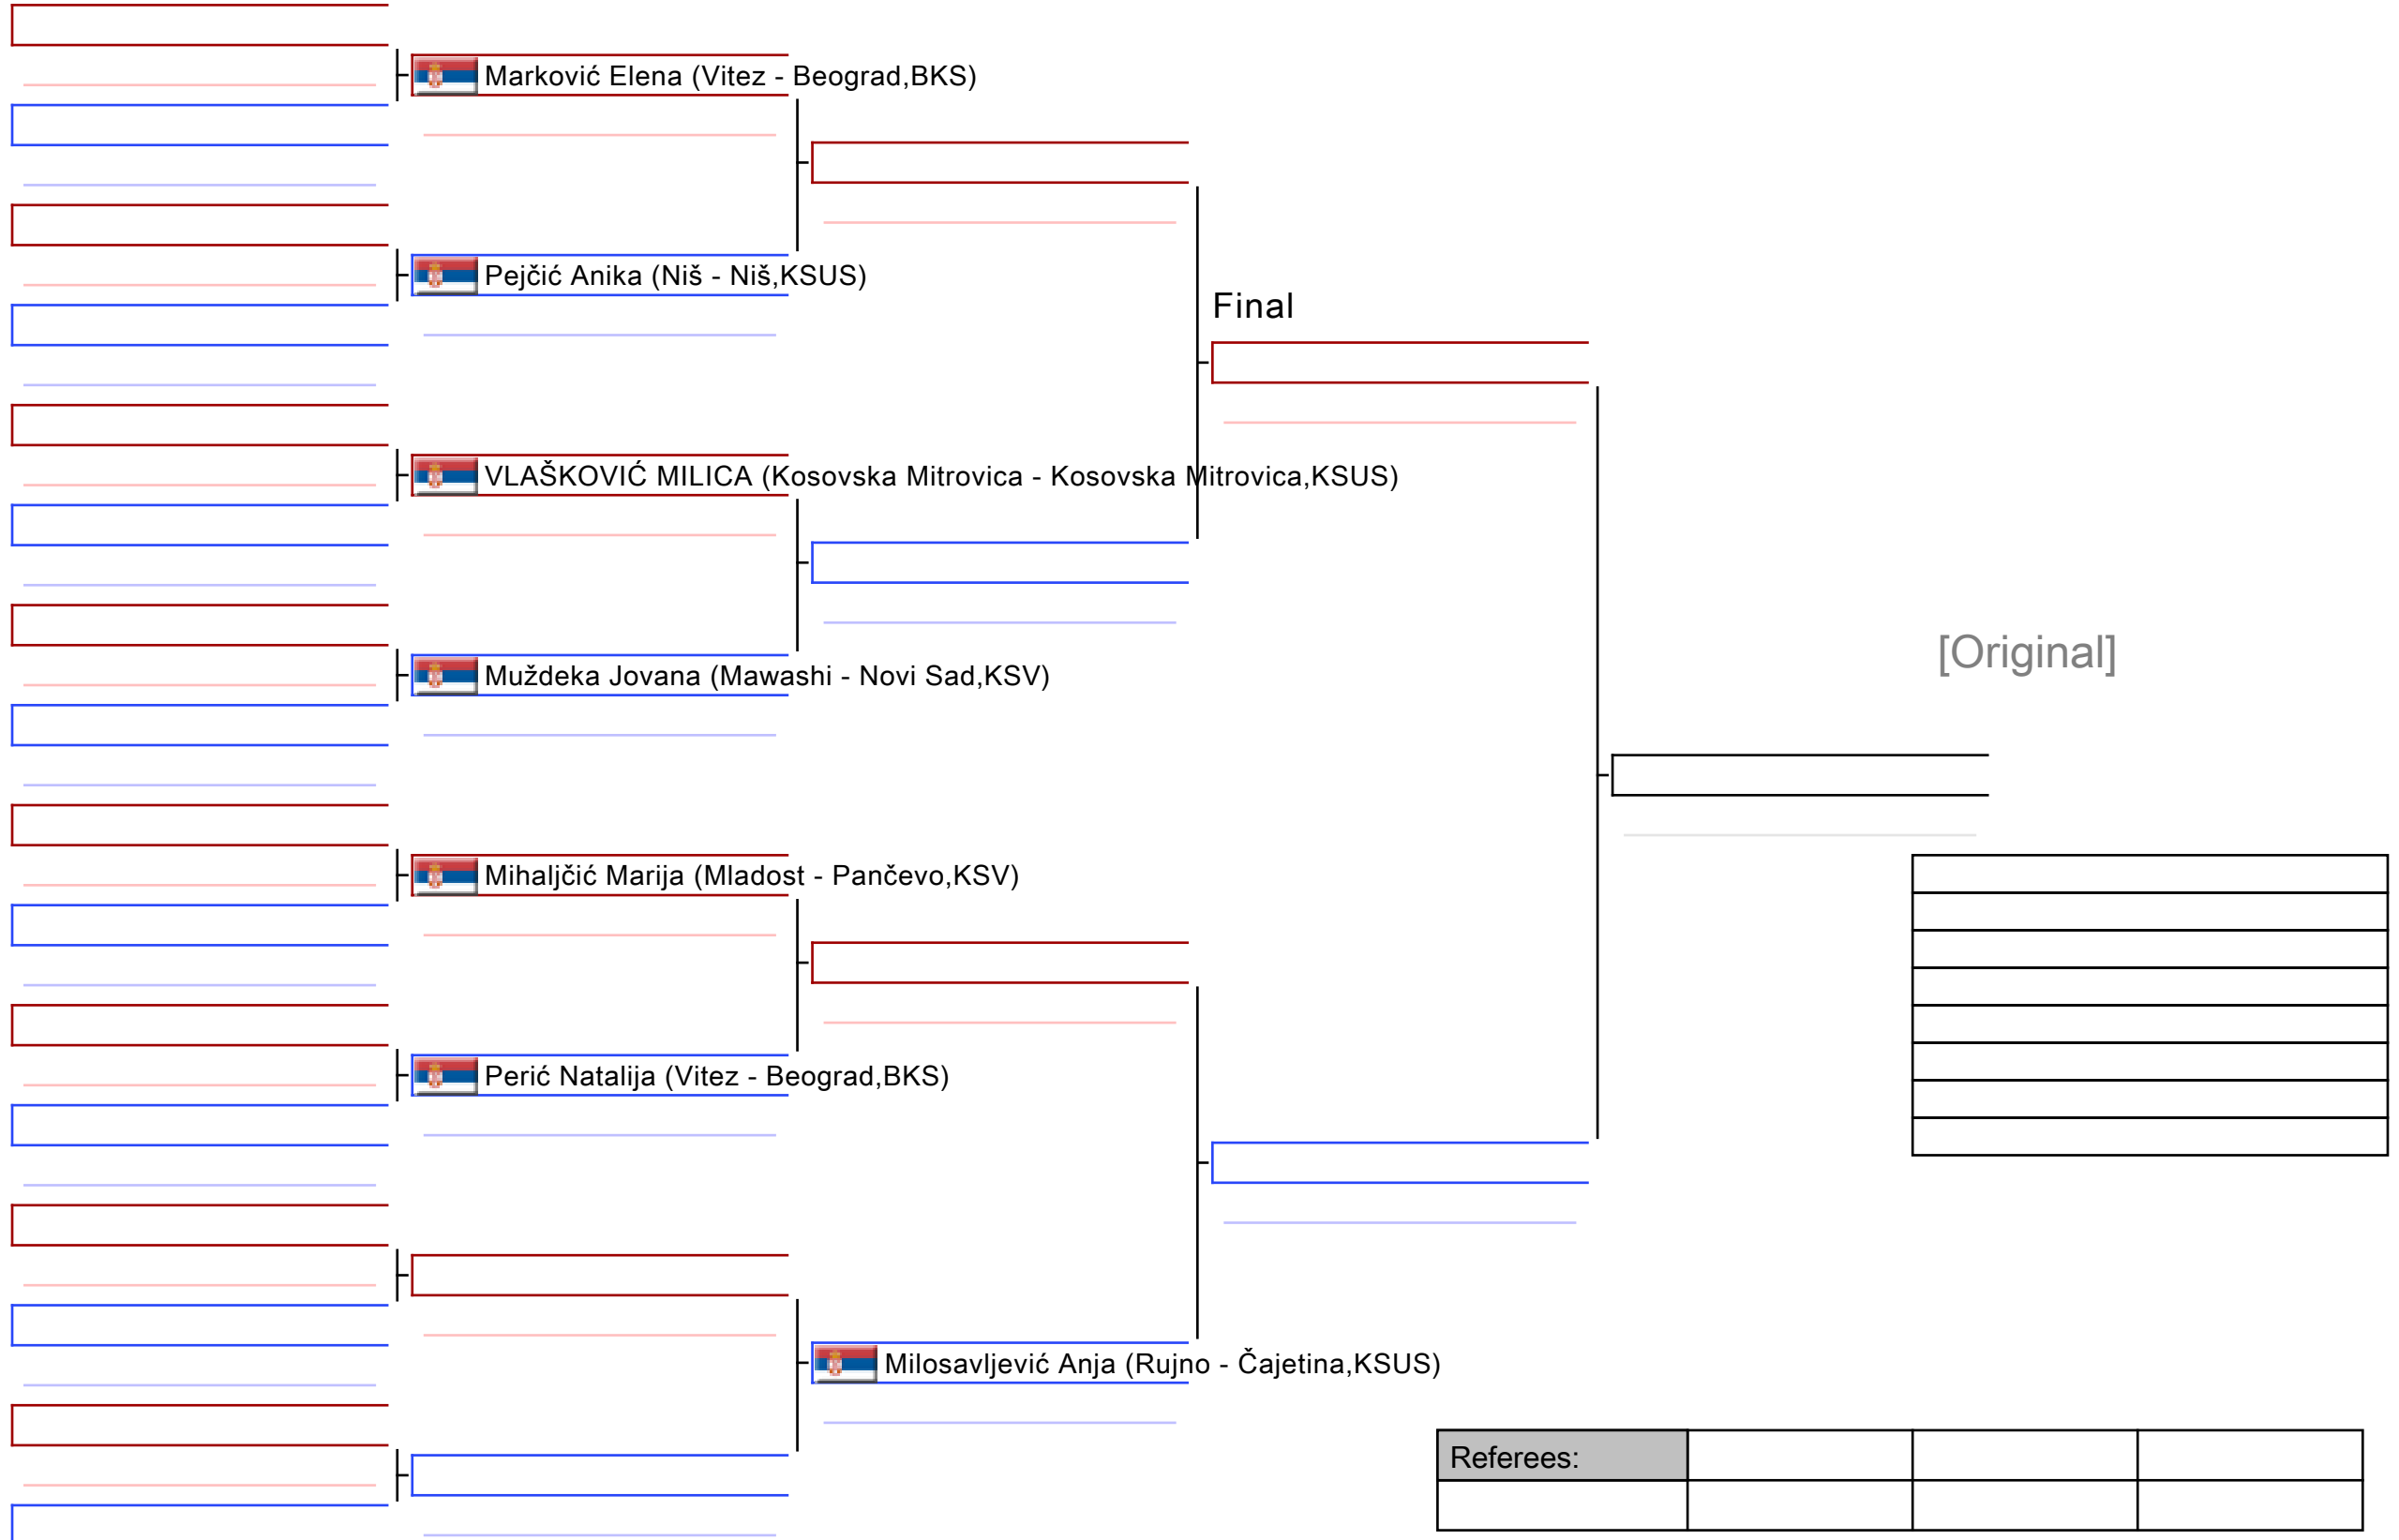 Marković Elena (Vitez - Beograd,BKS)
Pejčić Anika (Niš - Niš,KSUS)
Final
VLAŠKOVIĆ MILICA (Kosovska Mitrovica - Kosovska Mitrovica,KSUS)
[Original]
Muždeka Jovana (Mawashi - Novi Sad,KSV)
Mihaljčić Marija (Mladost - Pančevo,KSV)
Perić Natalija (Vitez - Beograd,BKS)
Milosavljević Anja (Rujno - Čajetina,KSUS)
Referees: